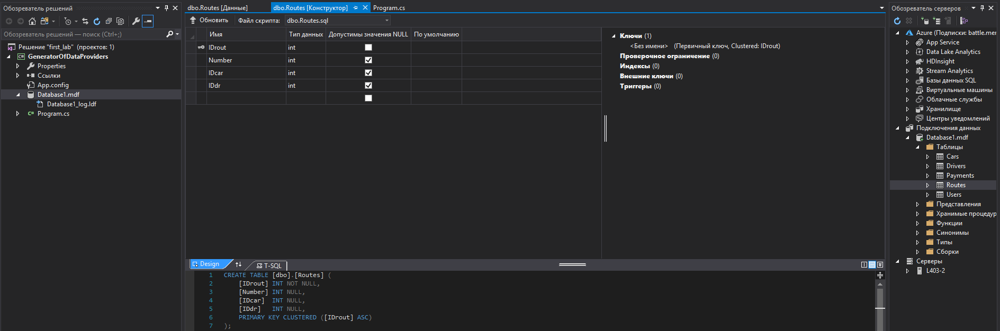 Обозреватель решений
Обозреватель решений — поиск (Ctrl+;)
Решение "first_lab" (проектов: 1)
C# GeneratorOfDataProviders
Properties
Ссылки
App.config
Database1.mdf
Database1_log.ldf
C# Program.cs
dbo.Routes [Данные]
dbo.Routes [Конструктор]
Program.cs
Обновить
Файл скрипта:
dbo.Routes.sql
Имя
Тип данных
Допустимы значения NULL
По умолчанию
IDrout
int
Number
int
IDcar
int
IDdr
int
Ключи (1)
<Без имени> (Первичный ключ, Clustered: IDrout)
Проверочное ограничение (0)
Индексы (0)
Внешние ключи (0)
Триггеры (0)
Design
T-SQL
1 CREATE TABLE [dbo].[Routes] (
2 [IDrout] INT NOT NULL,
3 [Number] INT NULL,
4 [IDcar] INT NULL,
5 [IDdr] INT NULL,
6 PRIMARY KEY CLUSTERED ([IDrout] ASC)
7 );
Обозреватель серверов
Azure (Подписки: battle.mer
App Service
Data Lake Analytics
HDInsight
Stream Analytics
Базы данных SQL
Виртуальные машины
Облачные службы
Хранилище
Центры уведомлений
Подключения данных
Database1.mdf
Таблицы
Cars
Drivers
Payments
Routes
Users
Представления
Хранимые процедур
Функции
Синонимы
Типы
Сборки
Серверы
L403-2